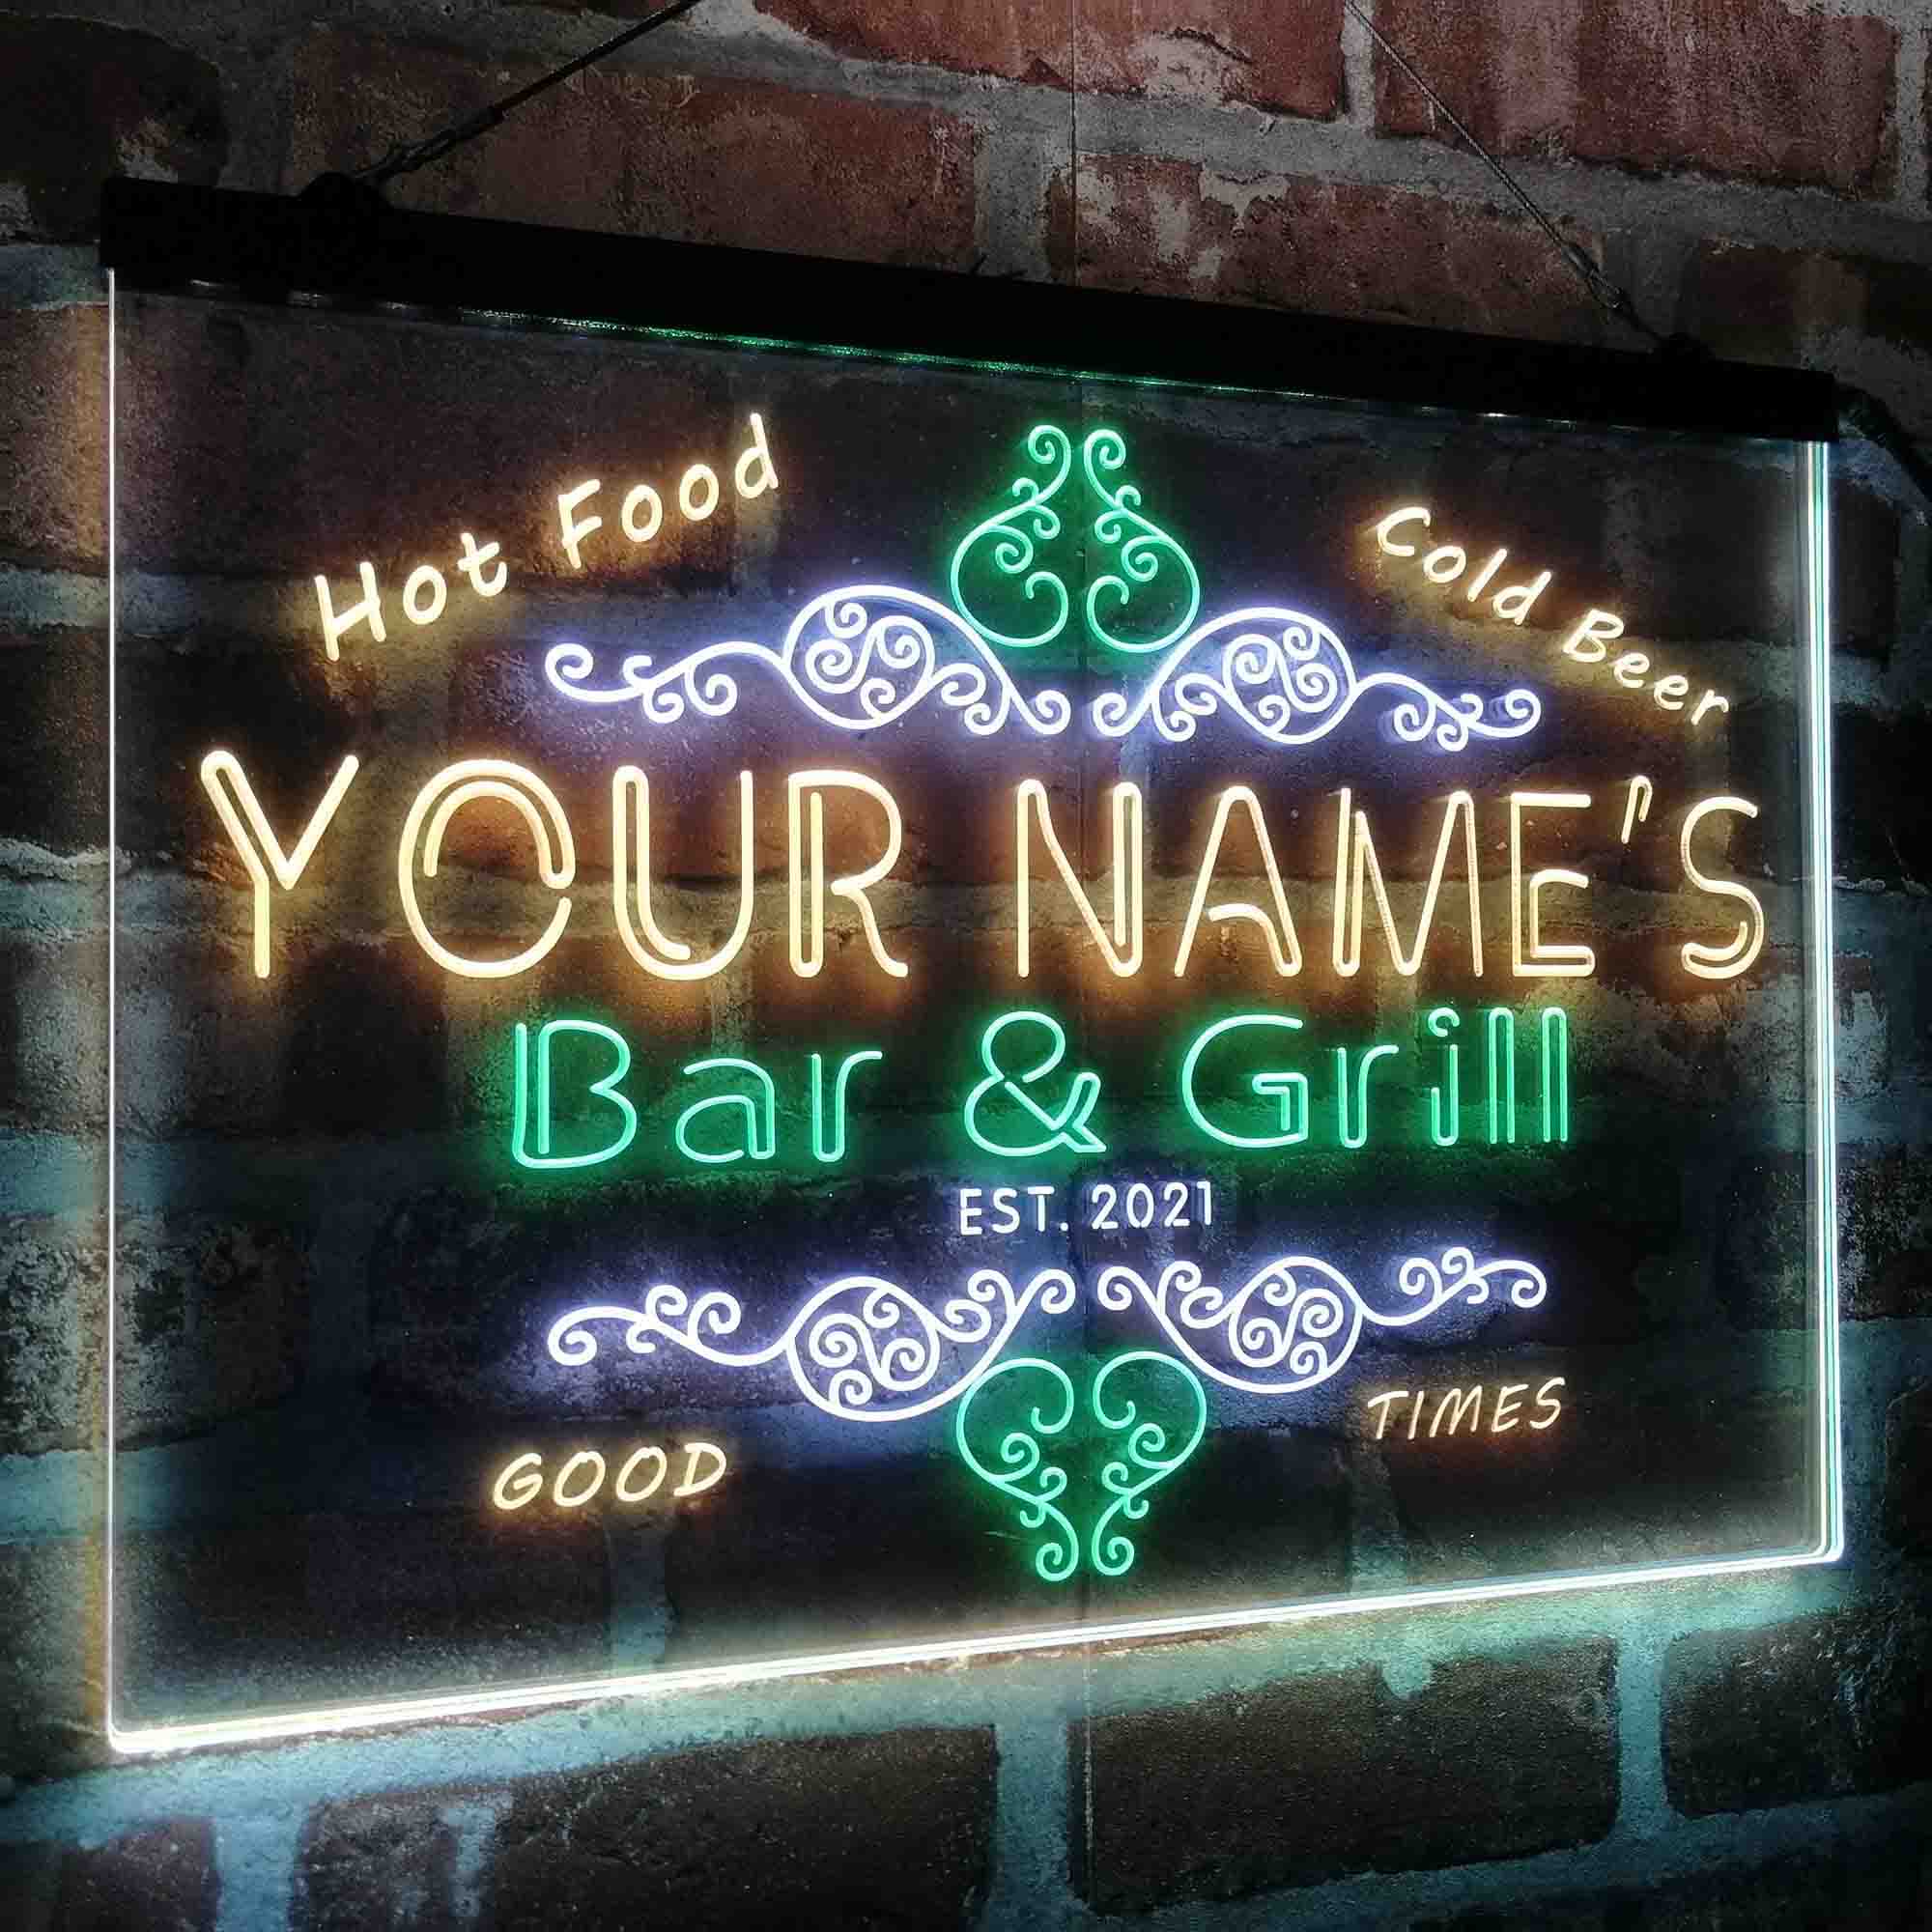 Hot Food
Cold Beer
YOUR NAME'S
Bar & Grill
EST. 2021
GOOD
TIMES